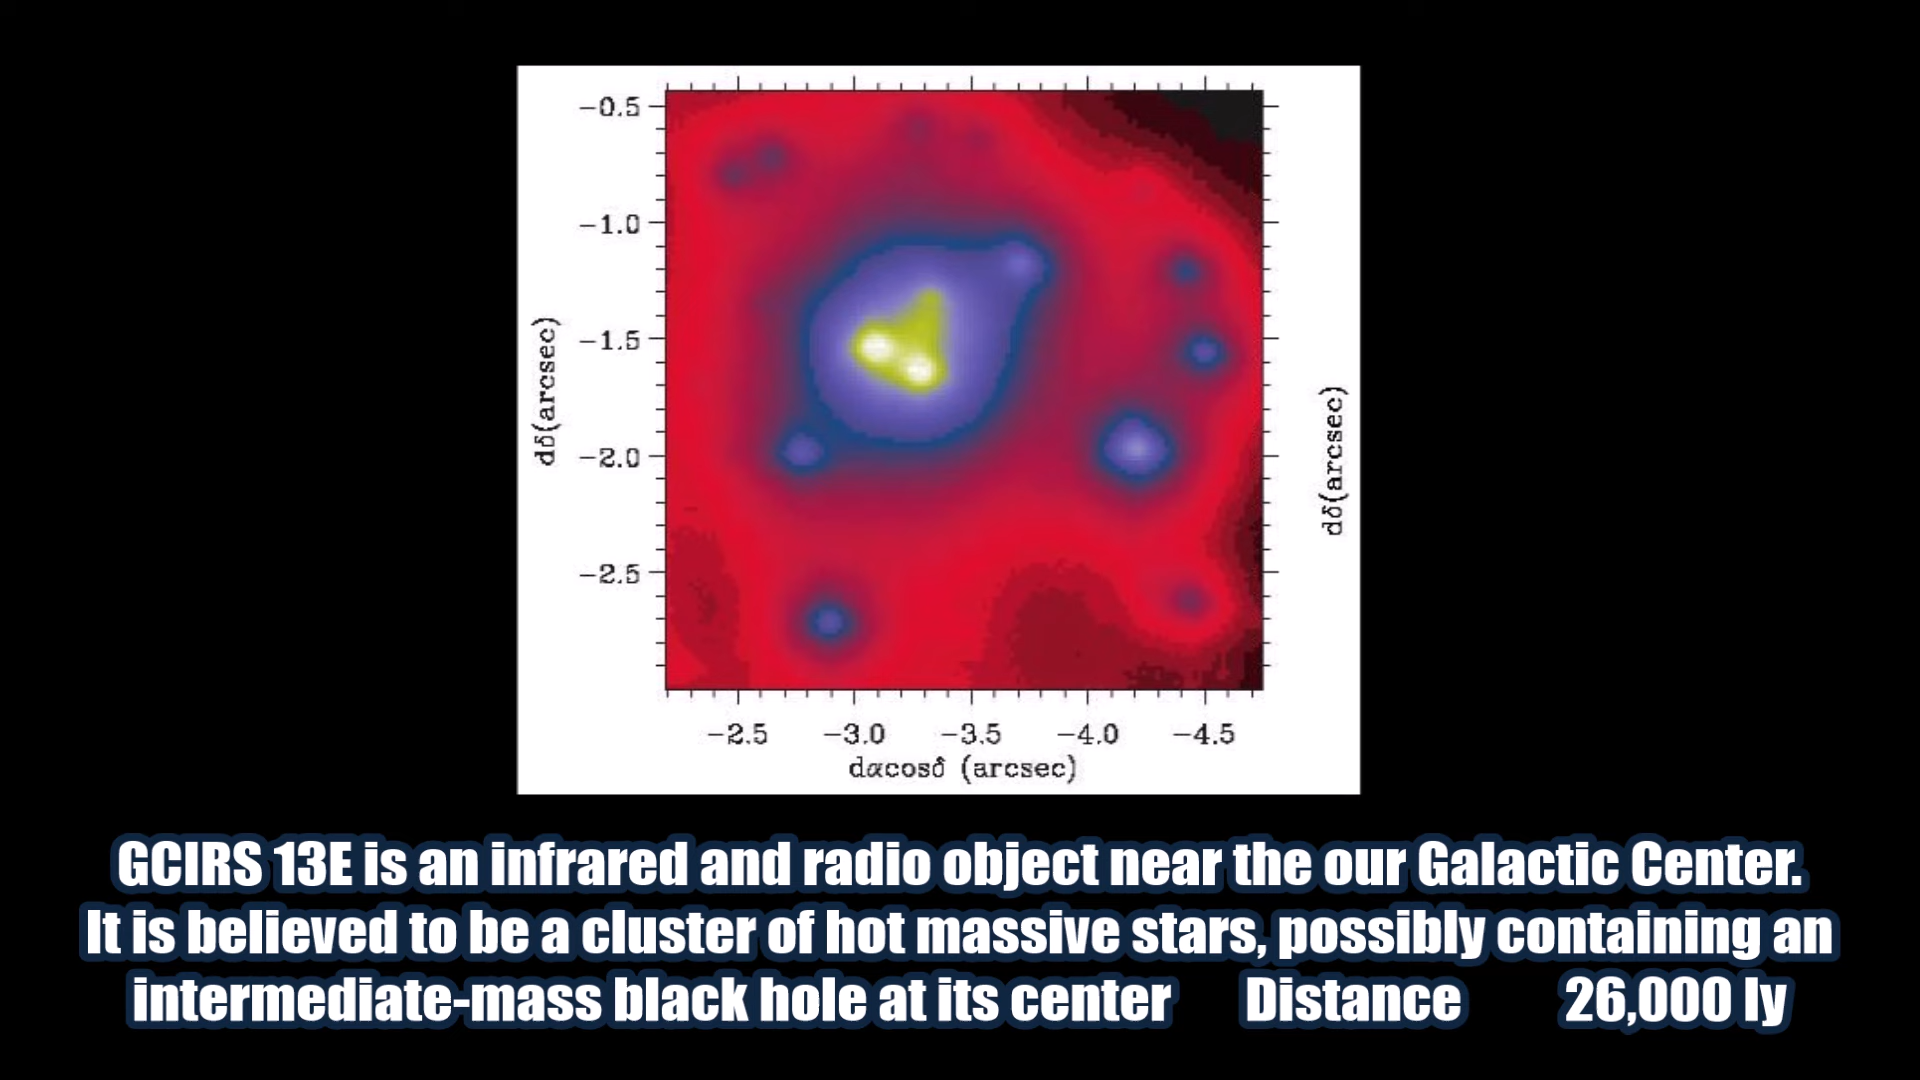 −0.5
−1.0
−1.5
−2.0
−2.5
dδ(arcsec)
dδ(arcsec)
−2.5 −3.0 −3.5 −4.0 −4.5
dαcosδ (arcsec)
GCIRS 13E is an infrared and radio object near the our Galactic Center.
It is believed to be a cluster of hot massive stars, possibly containing an
intermediate-mass black hole at its center Distance 26,000 ly